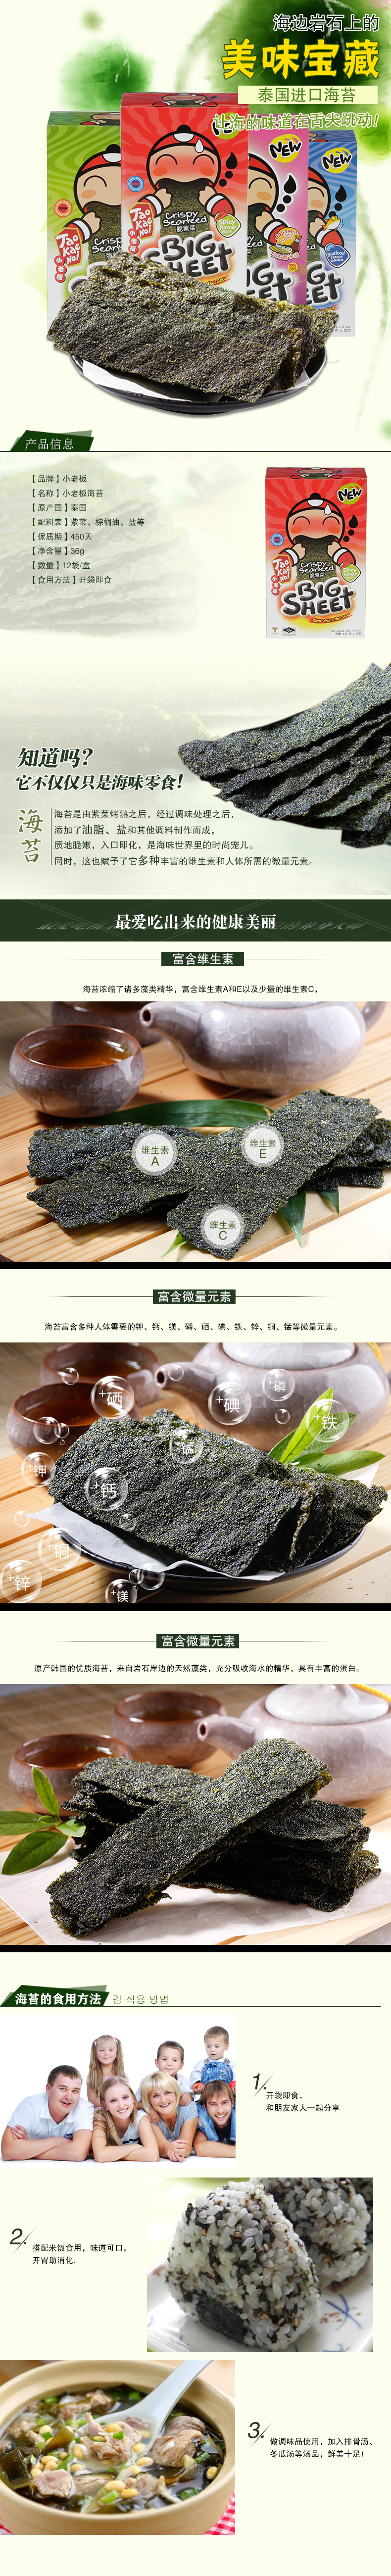 海边岩石上的
美味宝藏
泰国进口海苔
让海的味道在舌尖跳动!
NEW
NEW
NEW
Tao Kae Noi
Crispy Seaweed
脆紫菜
BIG SHEET
Spicy
产品信息
【品牌】小老板
【名称】小老板海苔
【原产国】泰国
【配料表】紫菜、棕榈油、盐等
【保质期】450天
【净含量】36g
【数量】12袋/盒
【食用方法】开袋即食
NEW
Tao Kae Noi
Crispy Seaweed
脆紫菜
BIG SHEET
知道吗？
它不仅仅只是海味零食！
海苔
海苔是由紫菜烤熟之后，经过调味处理之后，
添加了油脂、盐和其他调料制作而成，
质地脆嫩，入口即化，是海味世界里的时尚宠儿。
同时，这也赋予了它多种丰富的维生素和人体所需的微量元素。
最爱吃出来的健康美丽
富含维生素
海苔浓缩了诸多藻类精华，富含维生素A和E以及少量的维生素C，
维生素
A
维生素
E
维生素
C
富含微量元素
海苔富含多种人体需要的钾、钙、镁、磷、硒、碘、铁、锌、铜、锰等微量元素。
+硒
+碘
+磷
+铁
+锰
+钾
+钙
+铜
+锌
+镁
富含微量元素
原产韩国的优质海苔，来自岩石岸边的天然藻类，充分吸收海水的精华，具有丰富的蛋白。
海苔的食用方法 김 식용 방법
1.
开袋即食，
和朋友家人一起分享
2.
搭配米饭食用，味道可口，
开胃助消化.
3.
做调味品使用，加入排骨汤、
冬瓜汤等汤品，鲜美十足！